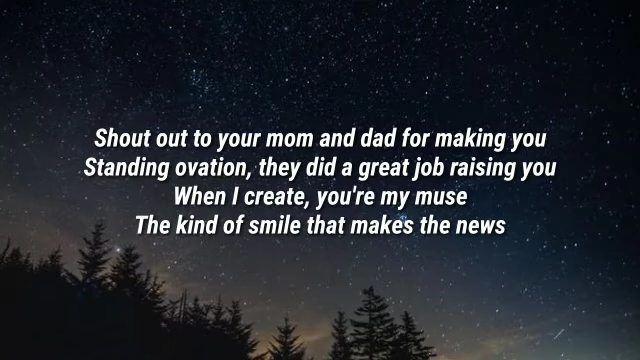 Shout out to your mom and dad for making you
Standing ovation, they did a great job raising you
When I create, you're my muse
The kind of smile that makes the news